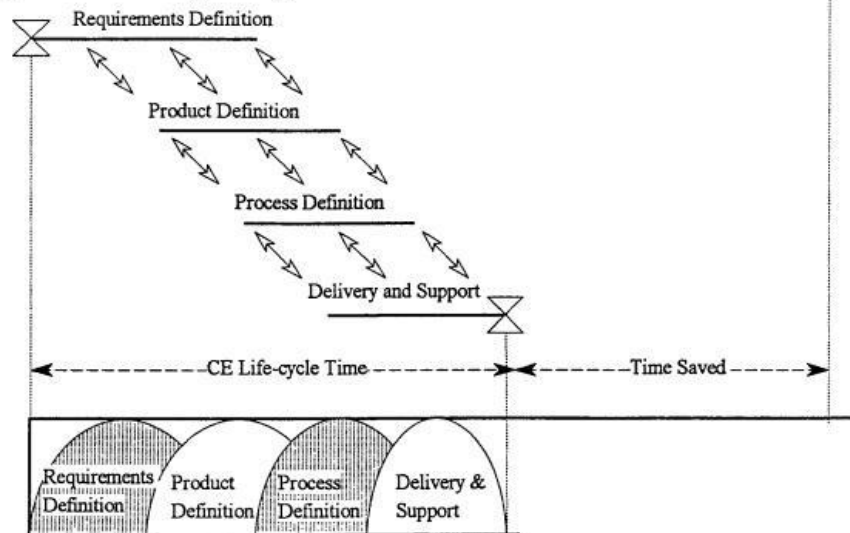 Requirements Definition
Product Definition
Process Definition
Delivery and Support
CE Life-cycle Time
Time Saved
Requirements
Definition
Product
Definition
Process
Definition
Delivery &
Support